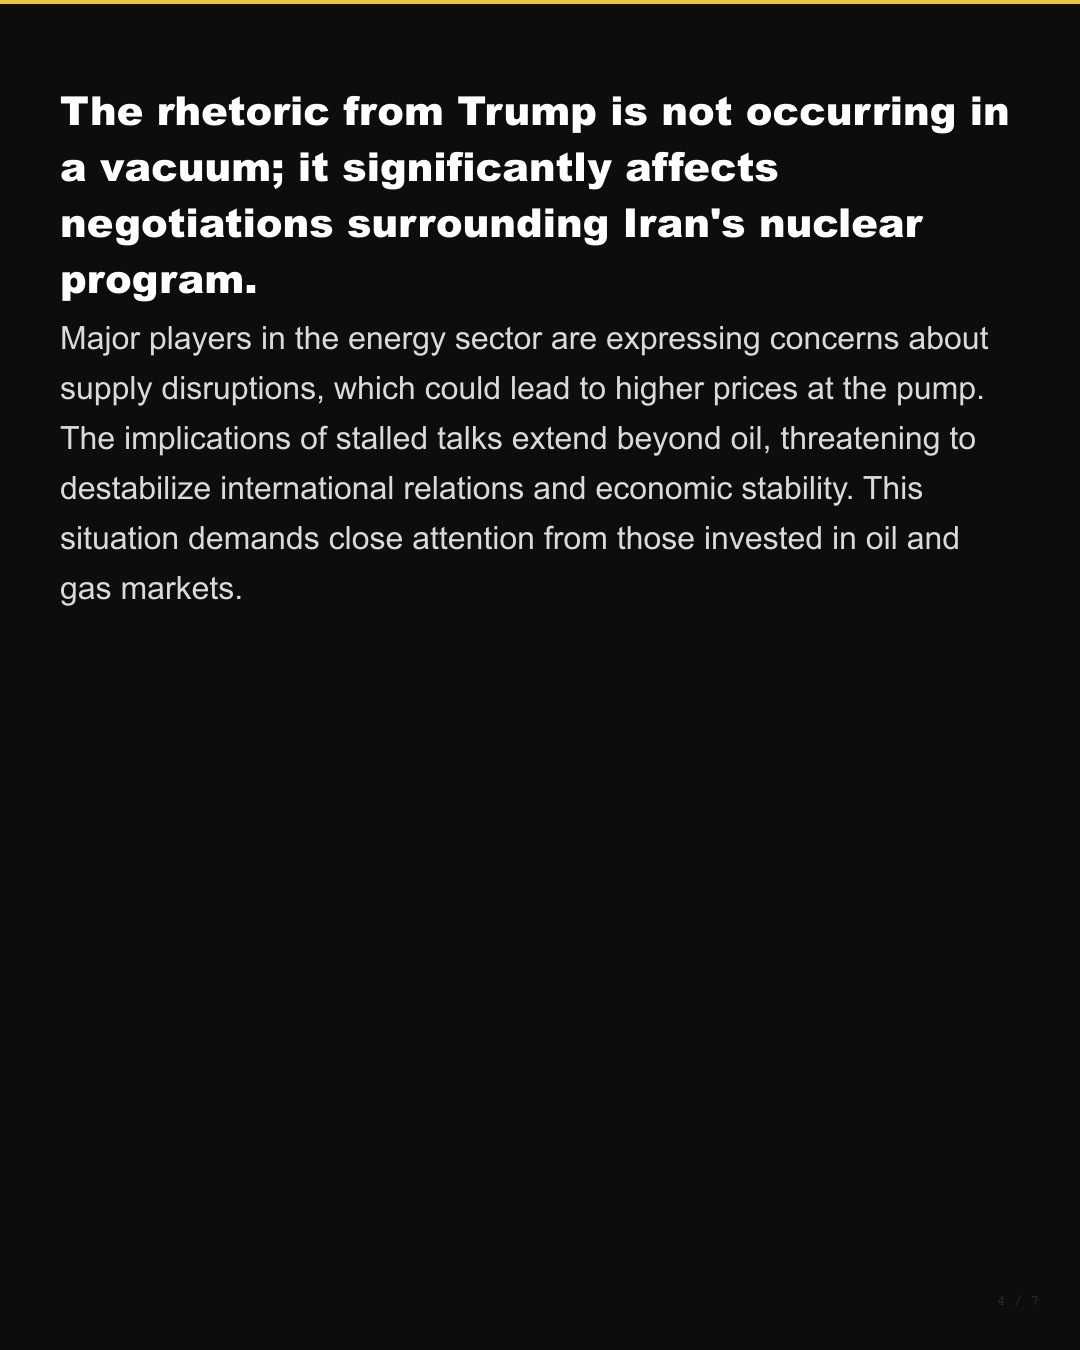 The rhetoric from Trump is not occurring in
a vacuum; it significantly affects
negotiations surrounding Iran's nuclear
program.
Major players in the energy sector are expressing concerns about
supply disruptions, which could lead to higher prices at the pump.
The implications of stalled talks extend beyond oil, threatening to
destabilize international relations and economic stability. This
situation demands close attention from those invested in oil and
gas markets.
4 / 7